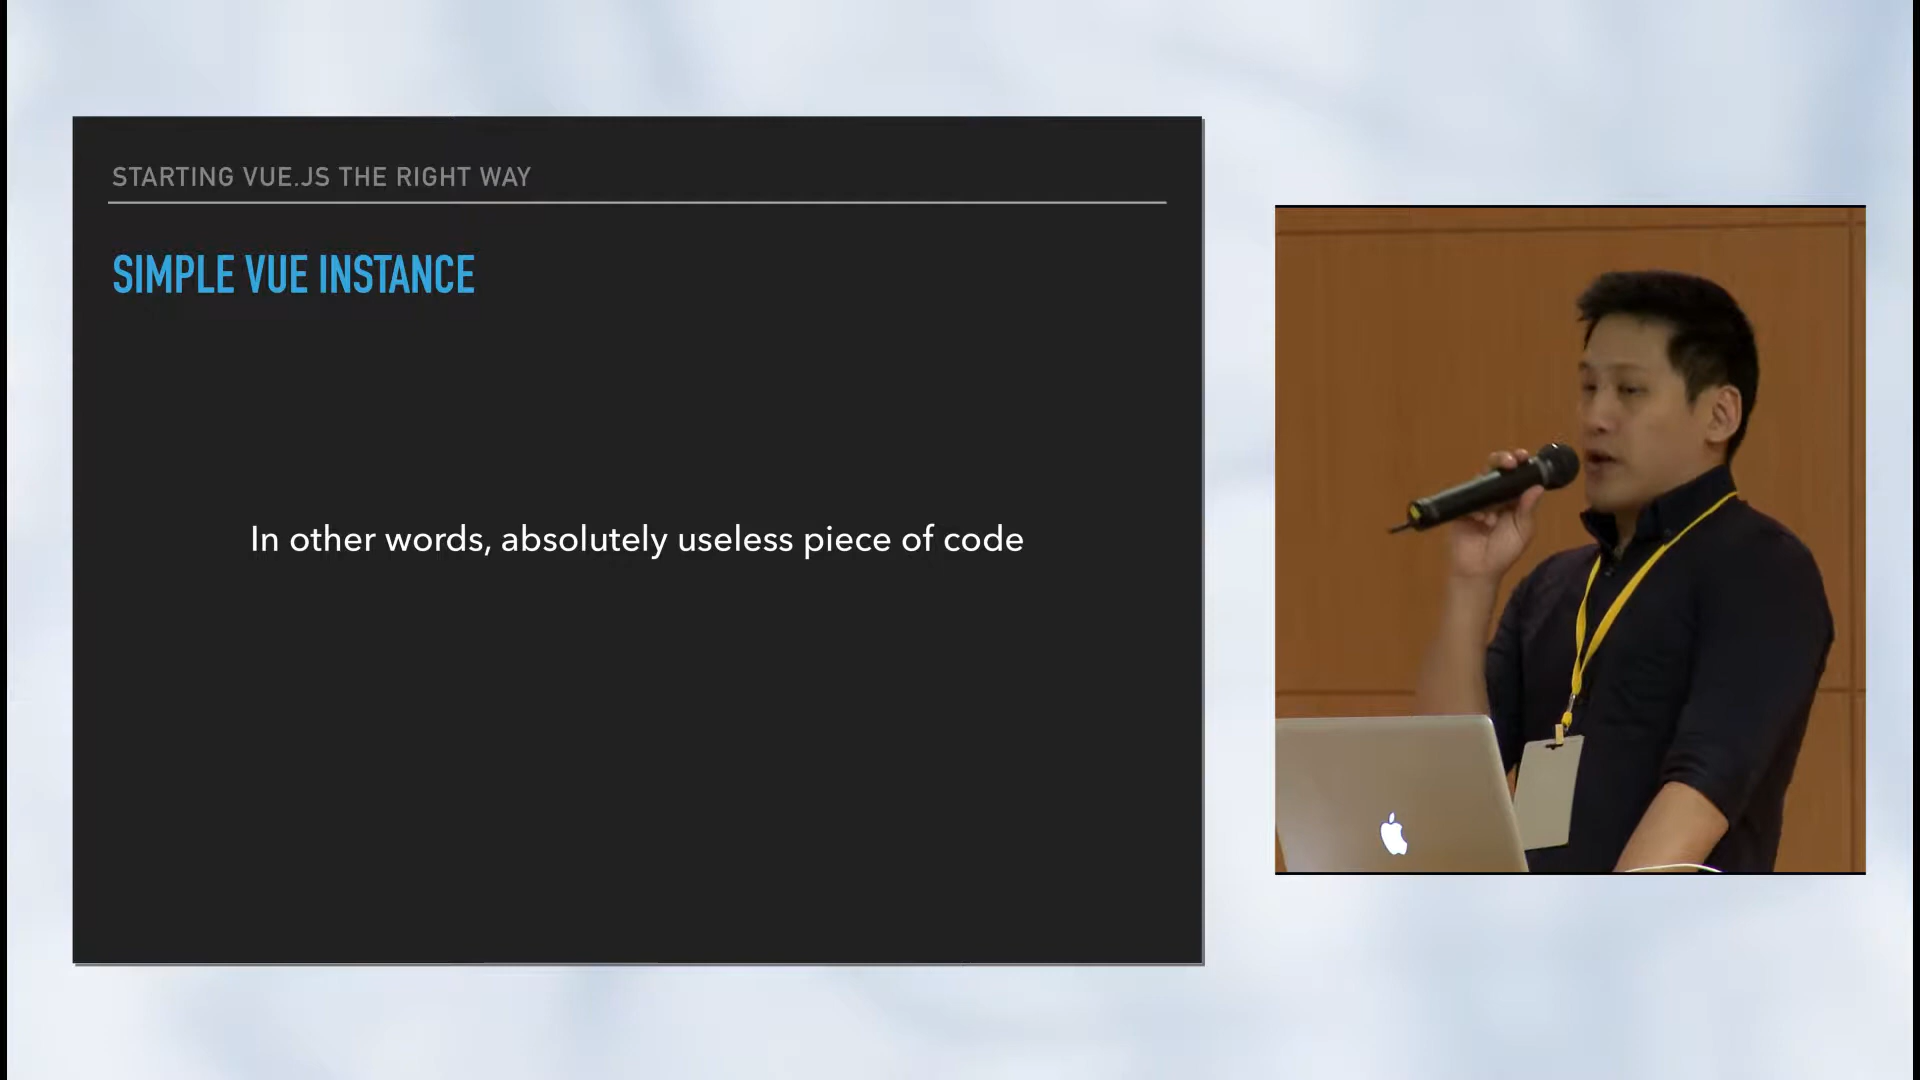 STARTING VUE.JS THE RIGHT WAY
SIMPLE VUE INSTANCE
In other words, absolutely useless piece of code